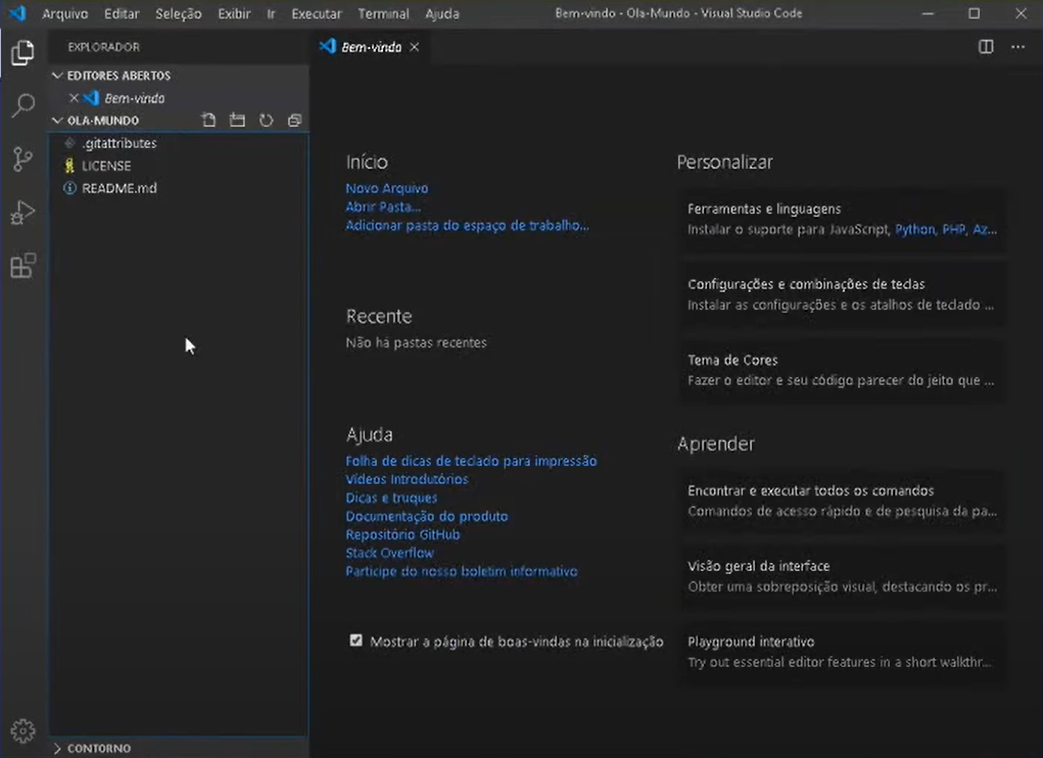 Arquivo Editar Seleção Exibir Ir Executar Terminal Ajuda Bem-vindo - Ola-Mundo - Visual Studio Code
EXPLORADOR
Bem-vindo
EDITORES ABERTOS
Bem-vindo
OLA-MUNDO
.gitattributes
LICENSE
README.md
CONTORNO
Início
Novo Arquivo
Abrir Pasta...
Adicionar pasta do espaço de trabalho...
Recente
Não há pastas recentes
Ajuda
Folha de dicas de teclado para impressão
Vídeos Introdutórios
Dicas e truques
Documentação do produto
Repositório GitHub
Stack Overflow
Participe do nosso boletim informativo
Mostrar a página de boas-vindas na inicialização
Personalizar
Ferramentas e linguagens
Instalar o suporte para JavaScript, Python, PHP, Az...
Configurações e combinações de teclas
Instalar as configurações e os atalhos de teclado ...
Tema de Cores
Fazer o editor e seu código parecer do jeito que ...
Aprender
Encontrar e executar todos os comandos
Comandos de acesso rápido e de pesquisa da pa...
Visão geral da interface
Obter uma sobreposição visual, destacando os pr...
Playground interativo
Try out essential editor features in a short walkthr...